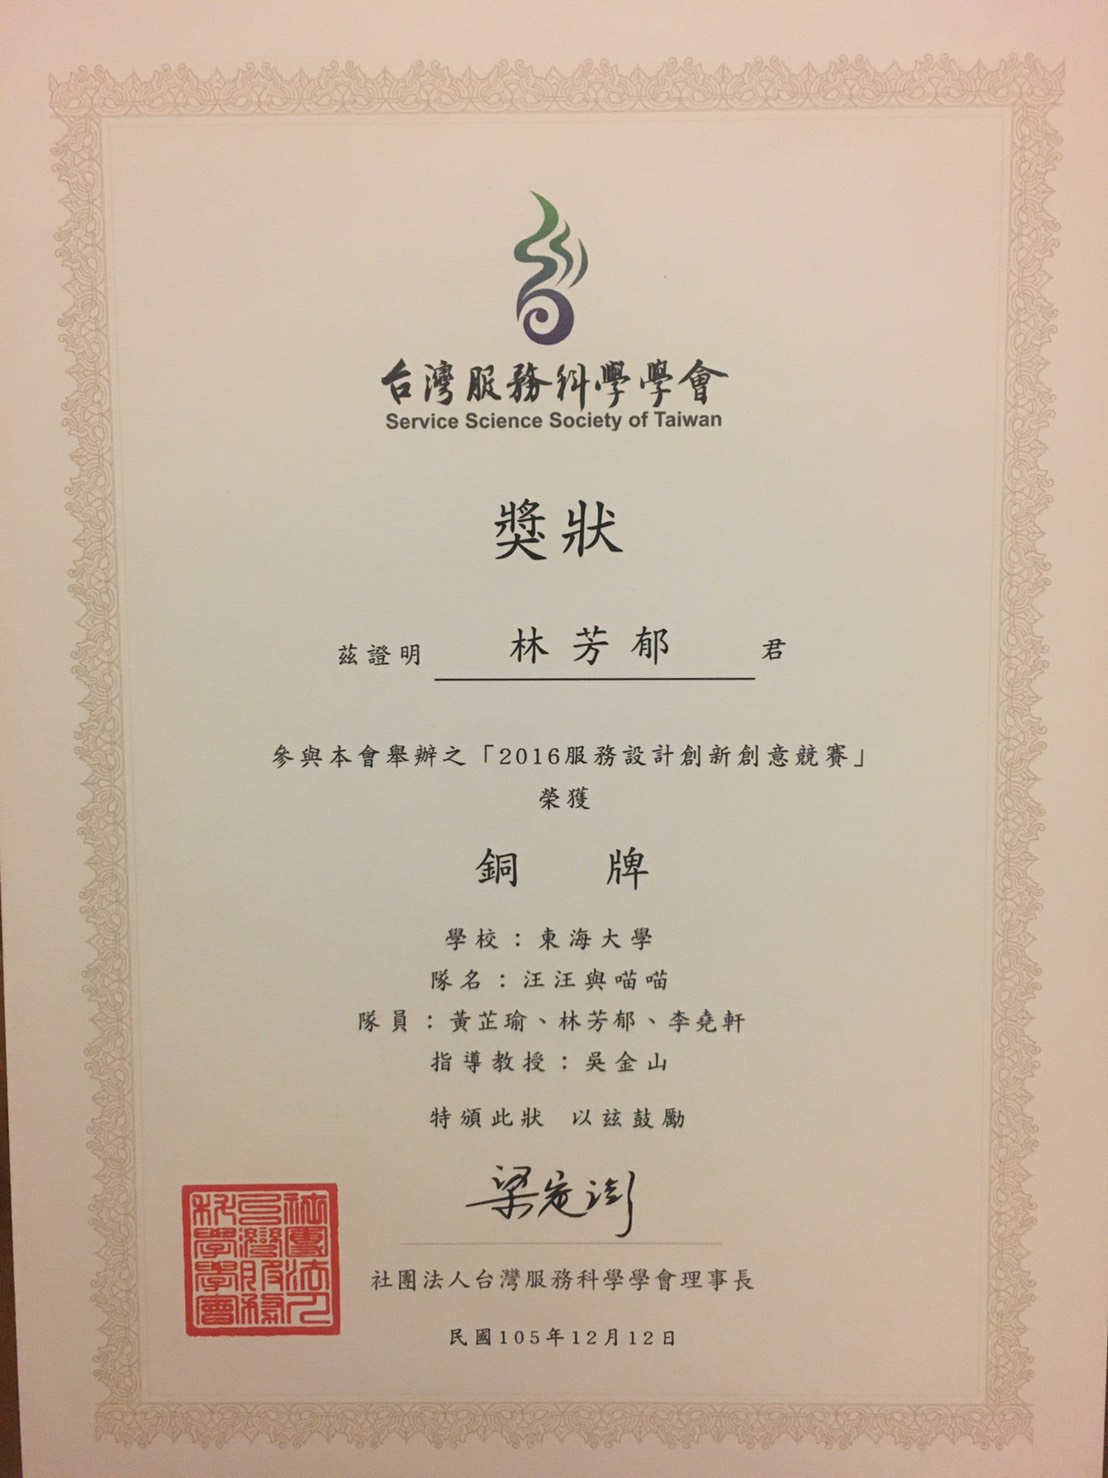 台灣服務科學學會
Service Science Society of Taiwan
獎狀
茲證明 林芳郁 君
參與本會舉辦之「2016服務設計創新創意競賽」
榮獲
銅 牌
學校：東海大學
隊名：汪汪與喵喵
隊員：黃芷瑜、林芳郁、李堯軒
指導教授：吳金山
特頒此狀 以玆鼓勵
梁定澎
社團法人台灣服務科學學會
社團法人台灣服務科學學會理事長
民國105年12月12日